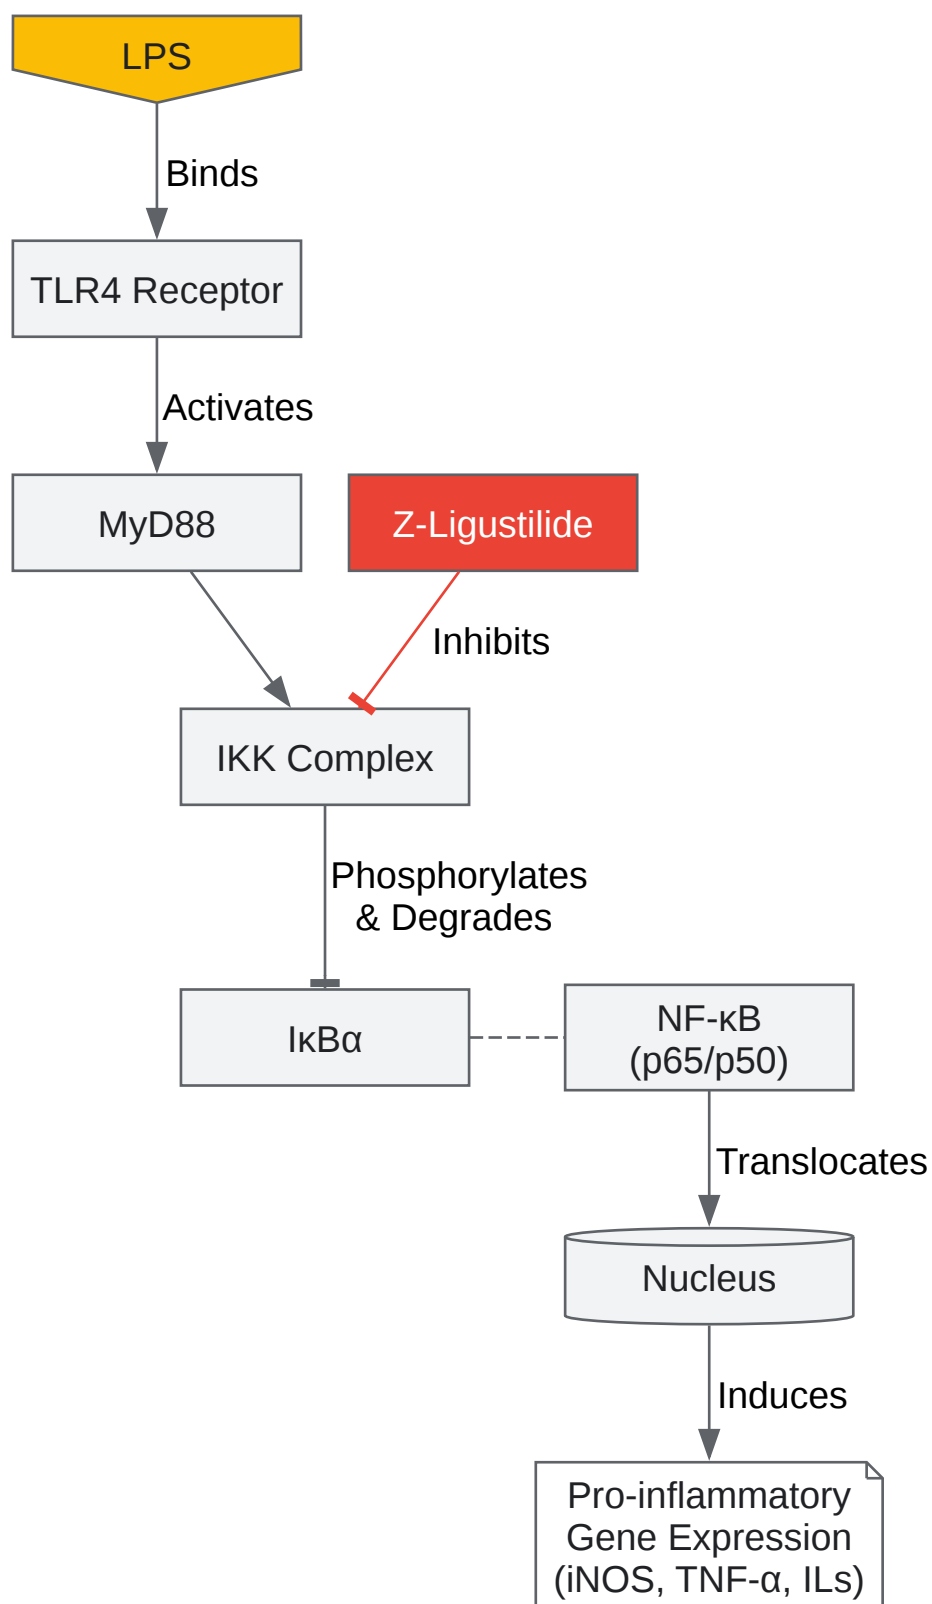 LPS
Binds
TLR4 Receptor
Activates
MyD88
Z-Ligustilide
Inhibits
IKK Complex
Phosphorylates
& Degrades
IκBα
NF-κB
(p65/p50)
Translocates
Nucleus
Induces
Pro-inflammatory
Gene Expression
(iNOS, TNF-α, ILs)